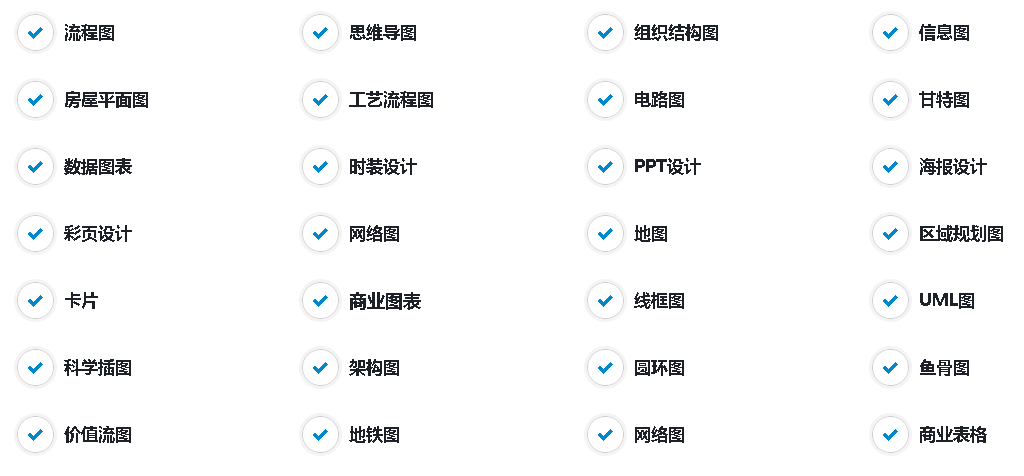 流程图
思维导图
组织结构图
信息图
房屋平面图
工艺流程图
电路图
甘特图
数据图表
时装设计
PPT设计
海报设计
彩页设计
网络图
地图
区域规划图
卡片
商业图表
线框图
UML图
科学插图
架构图
圆环图
鱼骨图
价值流图
地铁图
网络图
商业表格